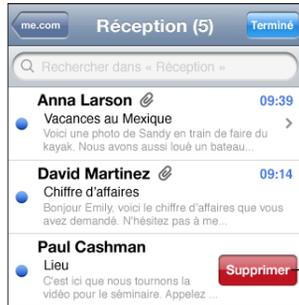 me.com Réception (5) Terminé
Rechercher dans « Réception »
Anna Larson 09:39
Vacances au Mexique
Voici une photo de Sandy en train de faire du
kayak. Nous avons aussi loué un bateau...
David Martinez 09:14
Chiffre d'affaires
Bonjour Emily, voici le chiffre d'affaires que vous
avez demandé. N'hésitez pas à me...
Paul Cashman
Lieu Supprimer
C'est ici que nous tournons la
vidéo pour le séminaire. Appelez ...